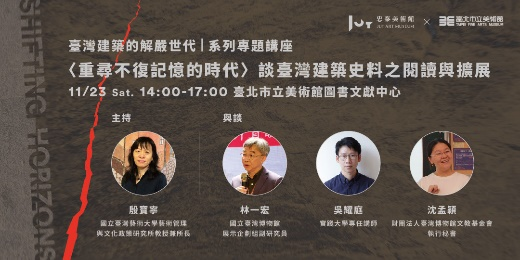 SHIFTING HORIZONS
JUT 忠泰美術館
JUT ART MUSEUM
×
臺北市立美術館
TAIPEI FINE ARTS MUSEUM
臺灣建築的解嚴世代|系列專題講座
〈重尋不復記憶的時代〉談臺灣建築史料之閱讀與擴展
11/23 Sat. 14:00-17:00 臺北市立美術館圖書文獻中心
主持
與談
殷寶寧
國立臺灣藝術大學藝術管理
與文化政策研究所教授兼所長
林一宏
國立臺灣博物館
展示企劃組副研究員
吳耀庭
實踐大學專任講師
沈孟穎
財團法人臺灣博物館文教基金會
執行秘書